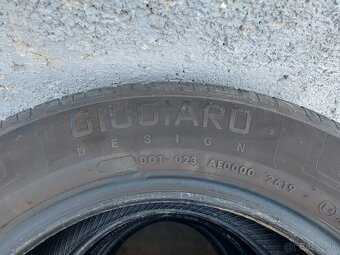 GIUGIARO
DESIGN
DOT 023 AE0000 2619